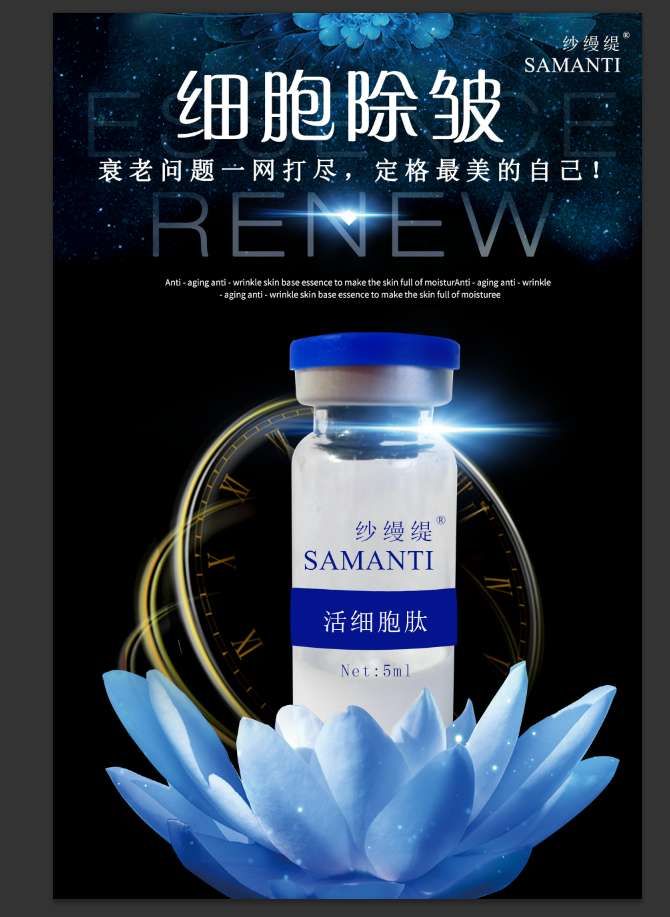 纱缦缇®
SAMANTI
ESSENCE
细胞除皱
衰老问题一网打尽，定格最美的自己！
RENEW
Anti - aging anti - wrinkle skin base essence to make the skin full of moisturAnti - aging anti - wrinkle
- aging anti - wrinkle skin base essence to make the skin full of moisturee
纱缦缇®
SAMANTI
活细胞肽
Net:5ml